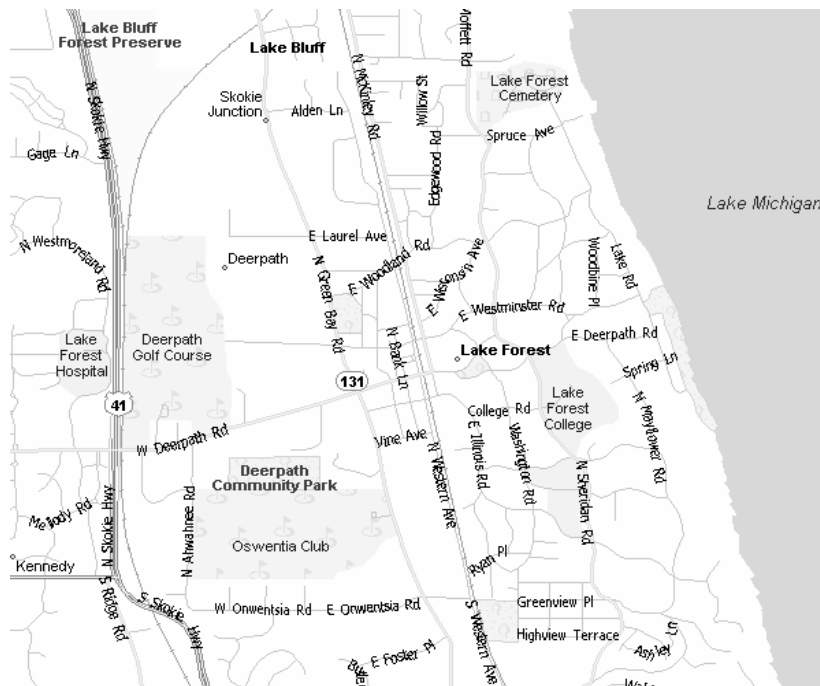 Lake Bluff
Forest Preserve
Lake Bluff
Moffett Rd
N McKinley Rd
Willow St
Lake Forest
Cemetery
N Skokie Hwy
Skokie
Junction
Alden Ln
Spruce Ave
Gage Ln
Edgewood Rd
Lake Michigan
E Laurel Ave
N Westmoreland Rd
Deerpath
E Woodland Rd
E Wisconsin Ave
Woodbine Pl
Lake Rd
N Green Bay Rd
E Westminster Rd
Lake
Forest
Hospital
Deerpath
Golf Course
N Bank Ln
Lake Forest
E Deerpath Rd
Spring Ln
131
41
Lake
Forest
College
College Rd
N Mayflower Rd
W Deerpath Rd
Vine Ave
E Illinois Rd
Washington Rd
N Western Ave
Deerpath
Community Park
N Sheridan Rd
Mellody Rd
N Skokie Hwy
N Ahwahnee Rd
Oswentia Club
Kennedy
Ryan Pl
S Ridge Rd
S Skokie Hwy
W Onwentsia Rd
E Onwentsia Rd
S Western Ave
Greenview Pl
Highview Terrace
Ashley Ln
E Foster Pl